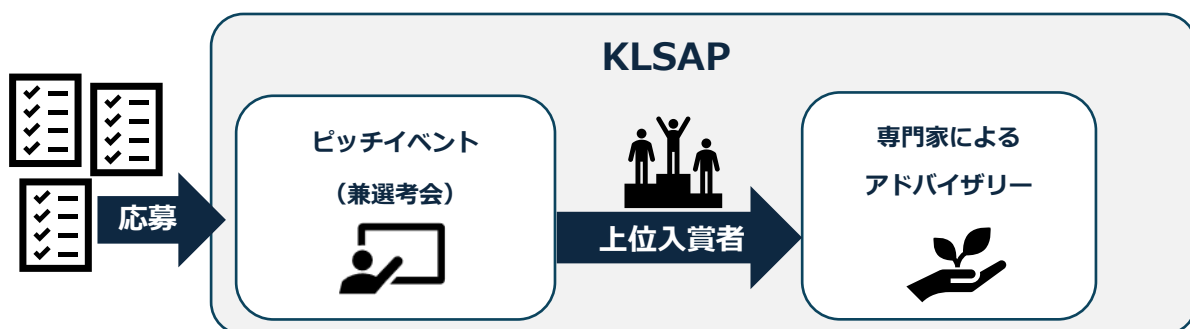 KLSAP
応募
ピッチイベント
（兼選考会）
上位入賞者
専門家による
アドバイザリー